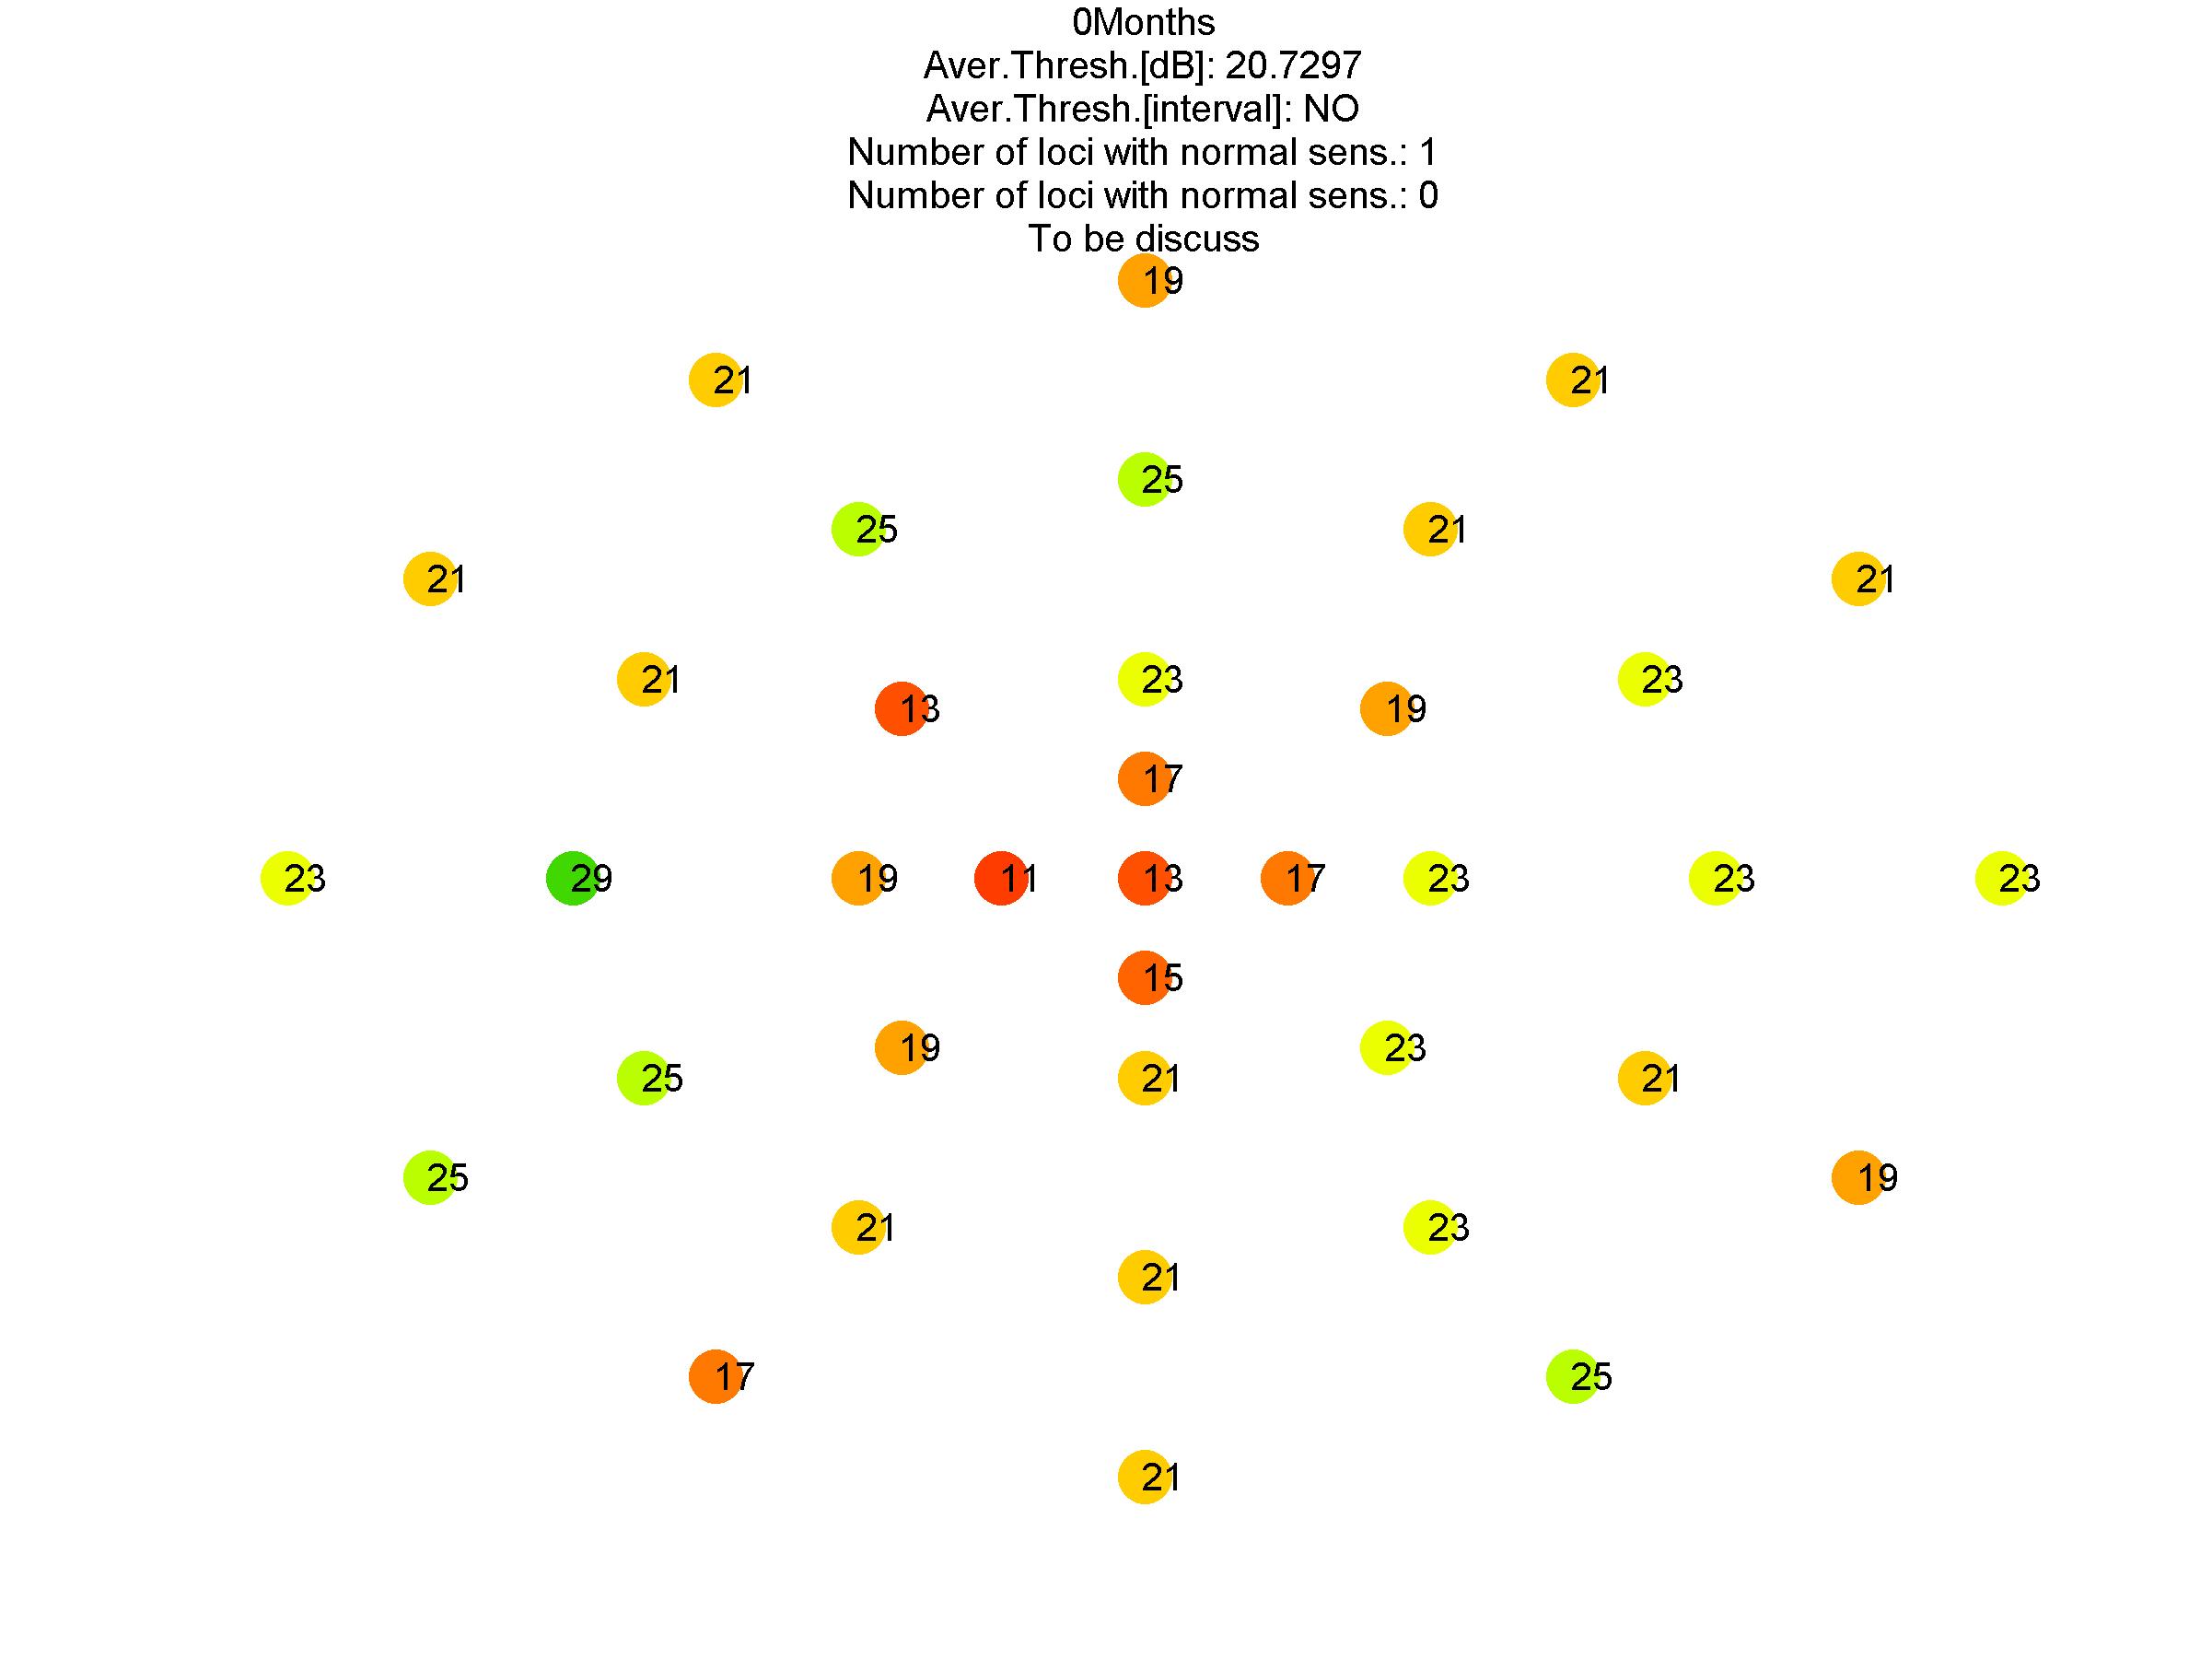 0Months
Aver.Thresh.[dB]: 20.7297
Aver.Thresh.[interval]: NO
Number of loci with normal sens.: 1
Number of loci with normal sens.: 0
To be discuss
19
21 21
25
25 21
21 21
21 23 23
13 19
17
23 29 19 11 13 17 23 23 23
15
19 23
25 21 21
25 19
21 23
21
17 25
21